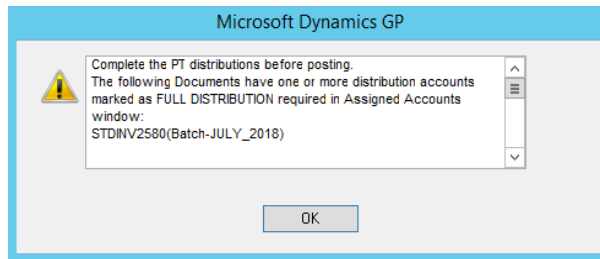 Microsoft Dynamics GP
Complete the PT distributions before posting.
The following Documents have one or more distribution accounts
marked as FULL DISTRIBUTION required in Assigned Accounts
window:
STDINV2580(Batch-JULY_2018)
OK